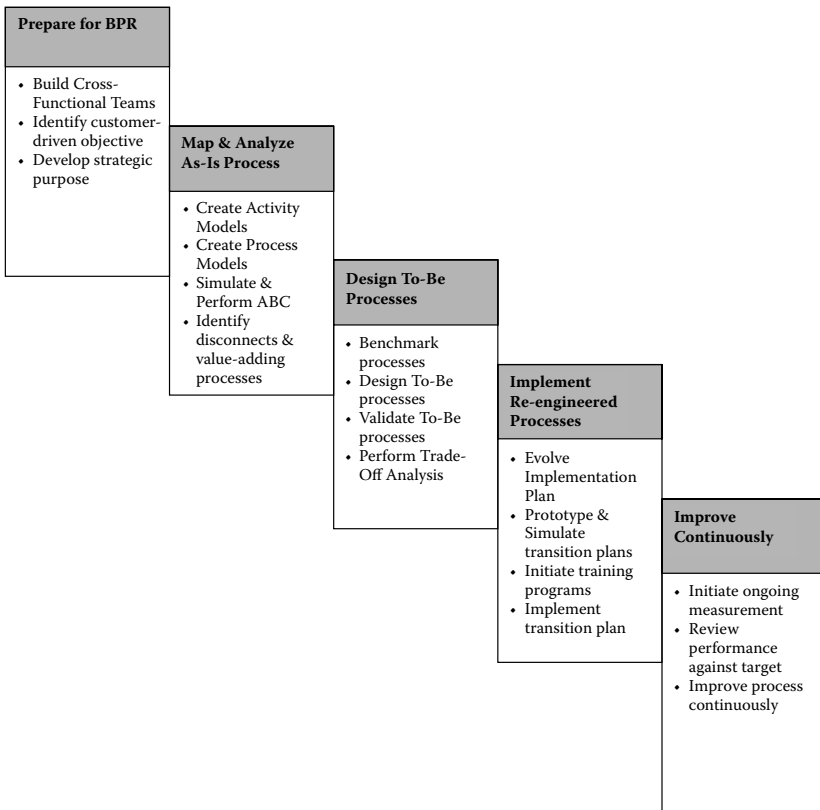 Prepare for BPR
• Build Cross-
Functional Teams
• Identify customer-
driven objective
• Develop strategic
purpose
Map & Analyze
As-Is Process
• Create Activity
Models
• Create Process
Models
• Simulate &
Perform ABC
• Identify
disconnects &
value-adding
processes
Design To-Be
Processes
• Benchmark
processes
• Design To-Be
processes
• Validate To-Be
processes
• Perform Trade-
Off Analysis
Implement
Re-engineered
Processes
• Evolve
Implementation
Plan
• Prototype &
Simulate
transition plans
• Initiate training
programs
• Implement
transition plan
Improve
Continuously
• Initiate ongoing
measurement
• Review
performance
against target
• Improve process
continuously